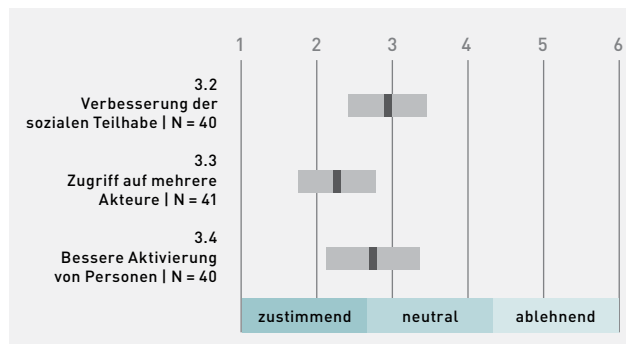 1 2 3 4 5 6
3.2
Verbesserung der
sozialen Teilhabe | N = 40
3.3
Zugriff auf mehrere
Akteure | N = 41
3.4
Bessere Aktivierung
von Personen | N = 40
zustimmend neutral ablehnend